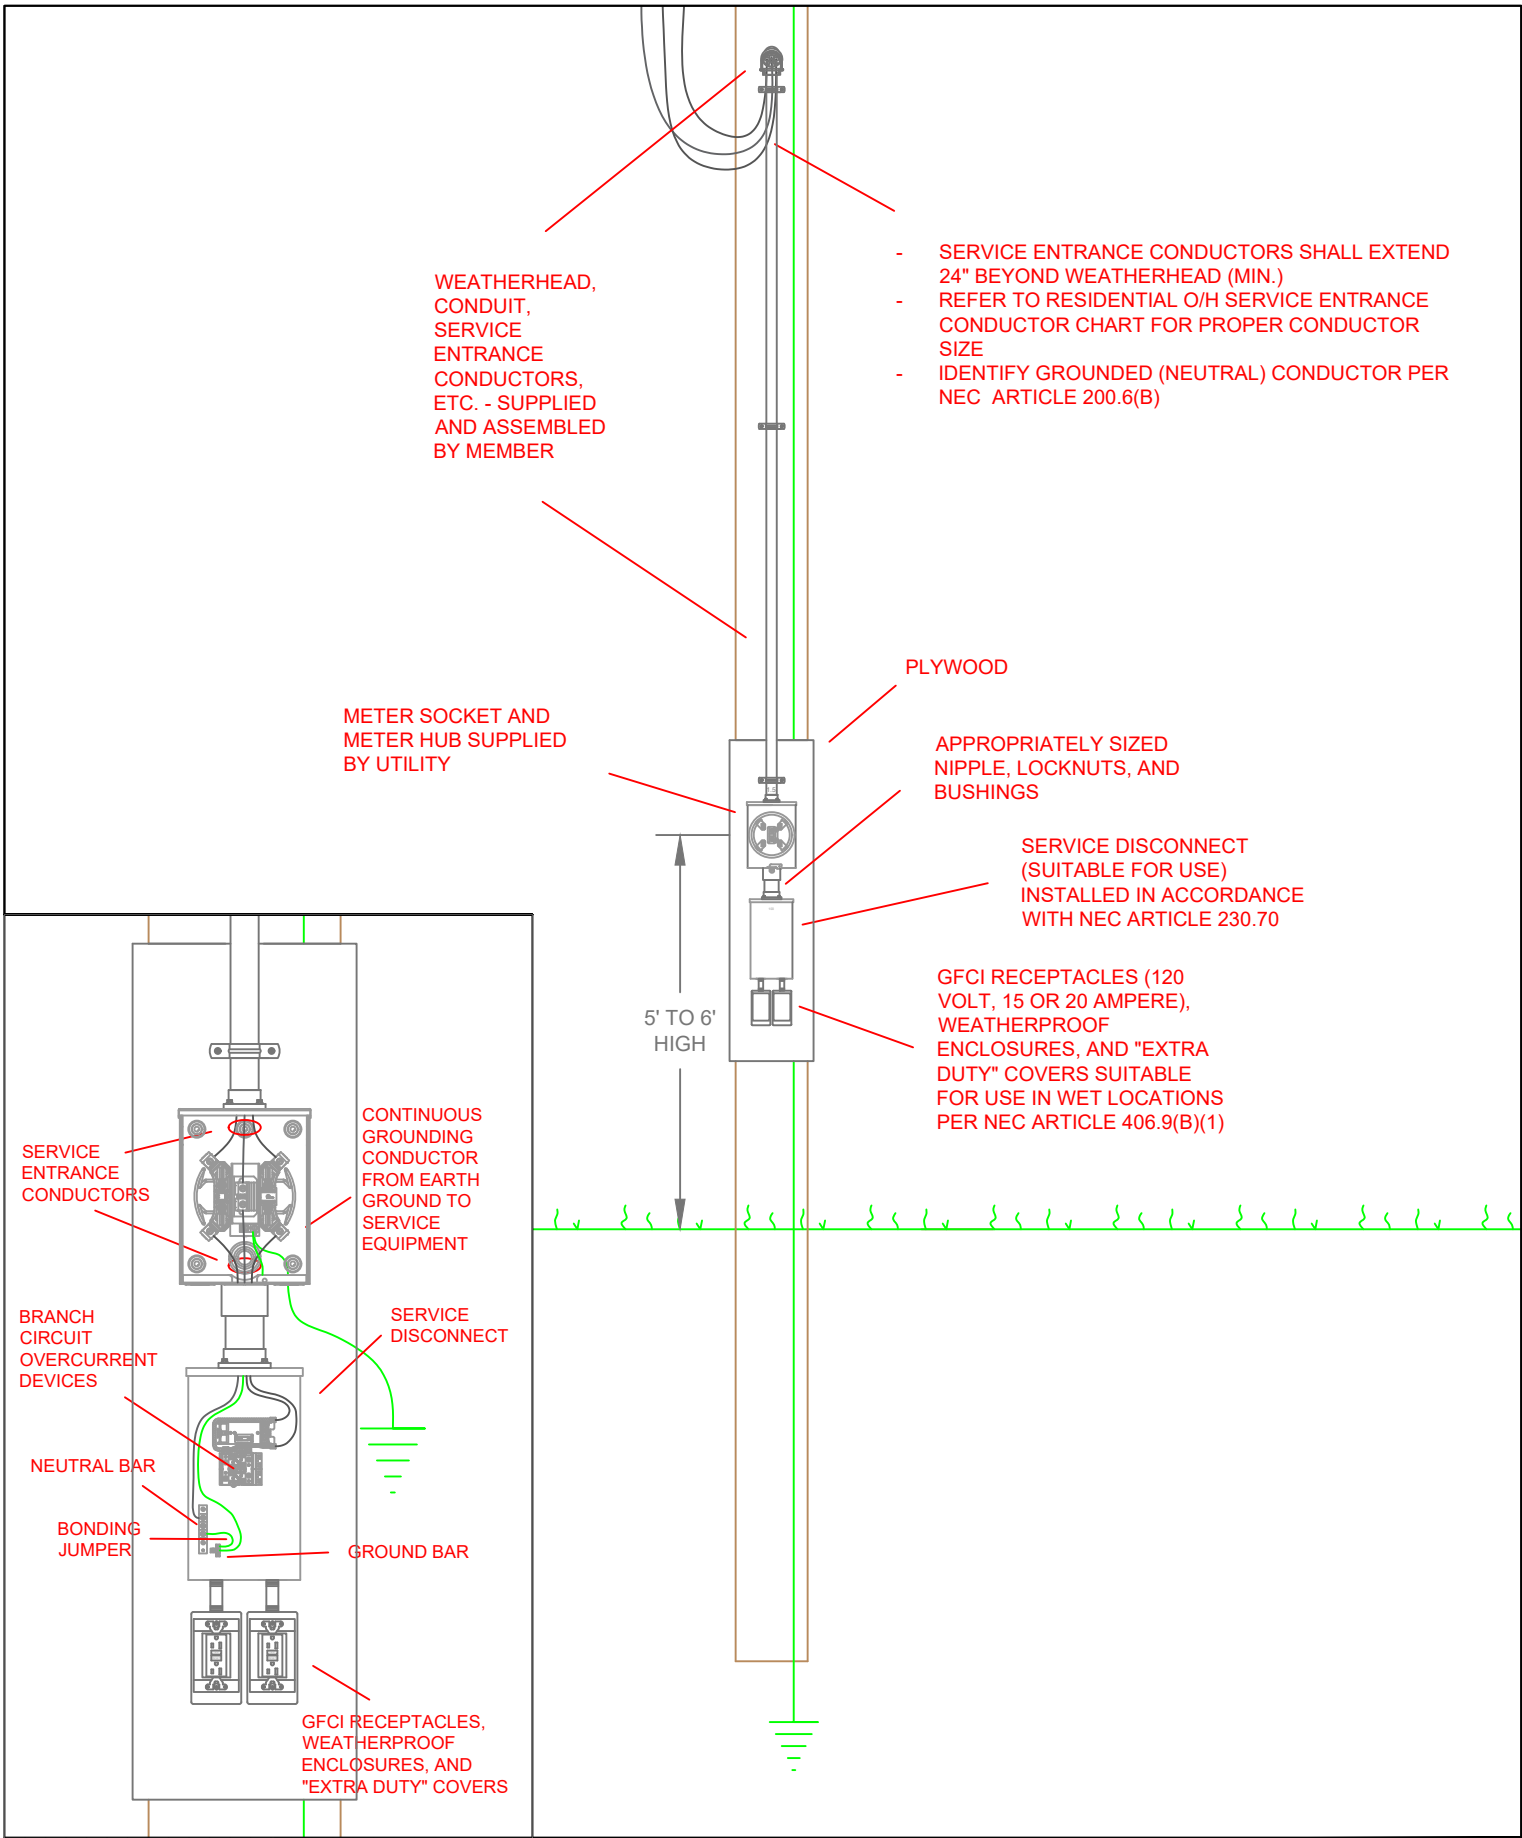 WEATHERHEAD,
CONDUIT,
SERVICE
ENTRANCE
CONDUCTORS,
ETC. - SUPPLIED
AND ASSEMBLED
BY MEMBER
- SERVICE ENTRANCE CONDUCTORS SHALL EXTEND
24" BEYOND WEATHERHEAD (MIN.)
- REFER TO RESIDENTIAL O/H SERVICE ENTRANCE
CONDUCTOR CHART FOR PROPER CONDUCTOR
SIZE
- IDENTIFY GROUNDED (NEUTRAL) CONDUCTOR PER
NEC ARTICLE 200.6(B)
PLYWOOD
METER SOCKET AND
METER HUB SUPPLIED
BY UTILITY
APPROPRIATELY SIZED
NIPPLE, LOCKNUTS, AND
BUSHINGS
1.5
SERVICE DISCONNECT
(SUITABLE FOR USE)
INSTALLED IN ACCORDANCE
WITH NEC ARTICLE 230.70
GFCI RECEPTACLES (120
VOLT, 15 OR 20 AMPERE),
WEATHERPROOF
ENCLOSURES, AND "EXTRA
DUTY" COVERS SUITABLE
FOR USE IN WET LOCATIONS
PER NEC ARTICLE 406.9(B)(1)
5' TO 6'
HIGH
SERVICE
ENTRANCE
CONDUCTORS
CONTINUOUS
GROUNDING
CONDUCTOR
FROM EARTH
GROUND TO
SERVICE
EQUIPMENT
BRANCH
CIRCUIT
OVERCURRENT
DEVICES
SERVICE
DISCONNECT
NEUTRAL BAR
BONDING
JUMPER
GROUND BAR
GFCI RECEPTACLES,
WEATHERPROOF
ENCLOSURES, AND
"EXTRA DUTY" COVERS